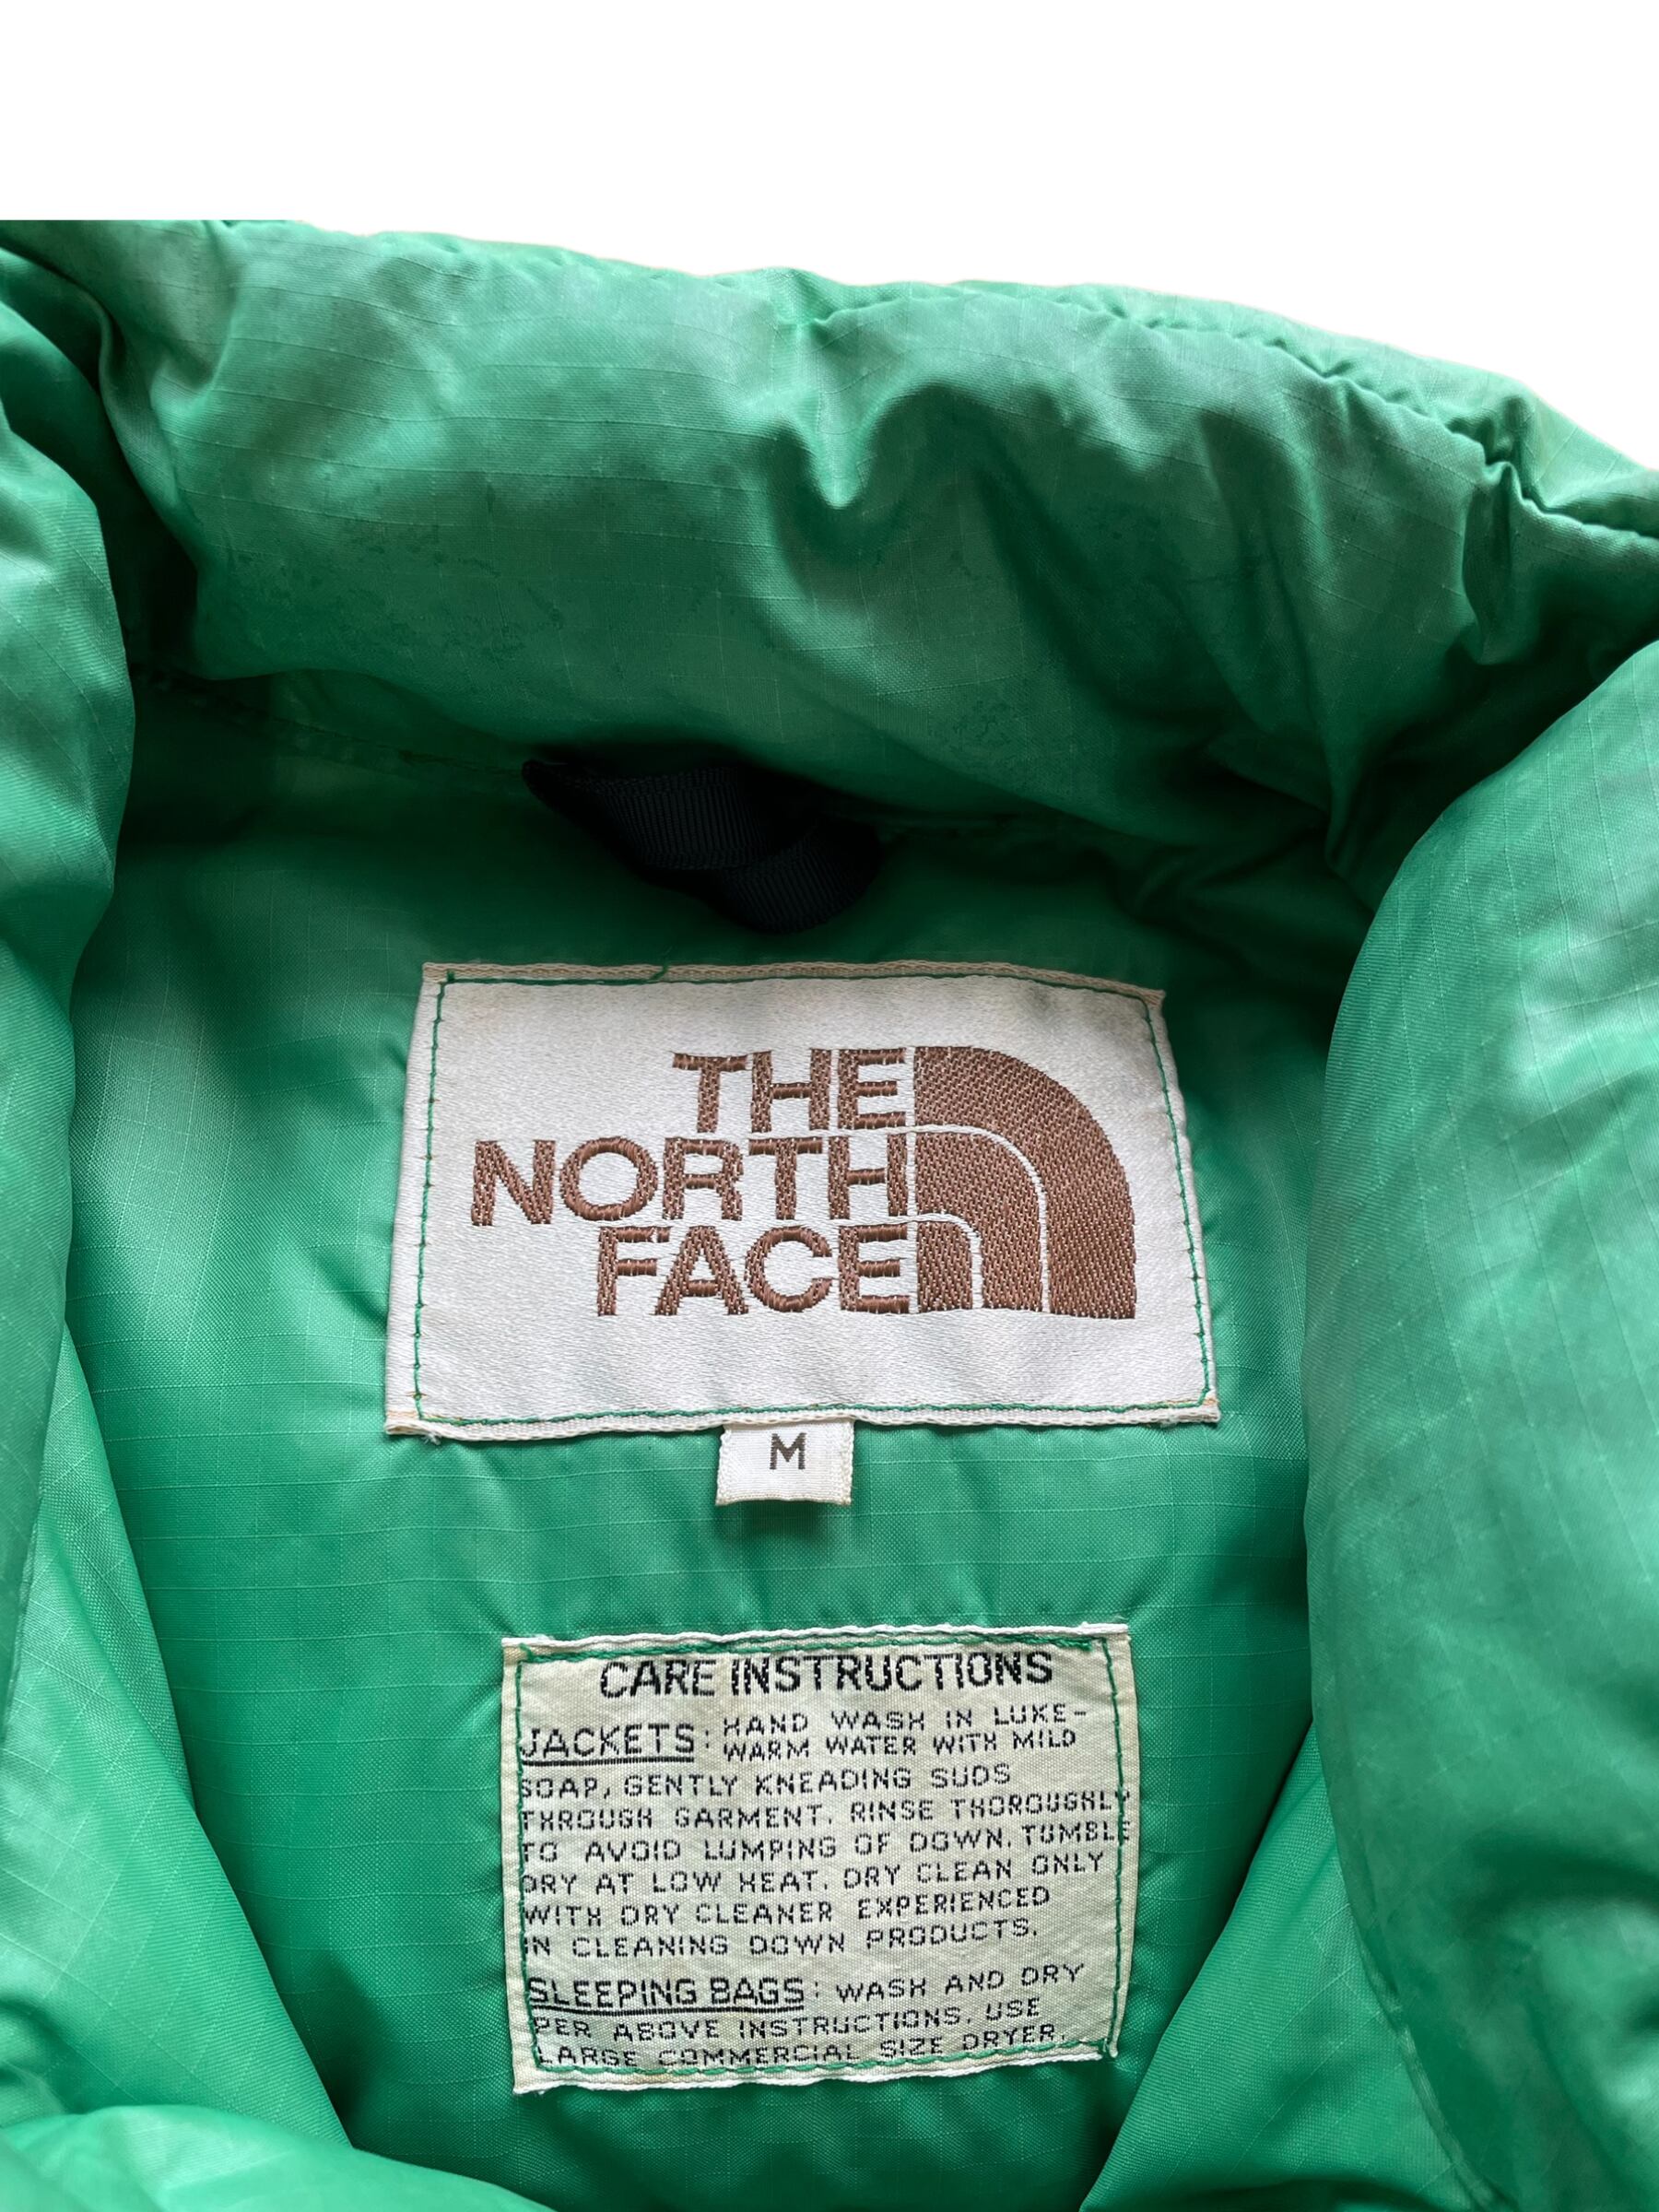 THE
NORTH
FACE
M
CARE INSTRUCTIONS
JACKETS: HAND WASH IN LUKE-
WARM WATER WITH MILD
SOAP, GENTLY KNEADING SUDS
THROUGH GARMENT. RINSE THOROUGHLY
TO AVOID LUMPING OF DOWN. TUMBLE
DRY AT LOW HEAT. DRY CLEAN ONLY
WITH DRY CLEANER EXPERIENCED
IN CLEANING DOWN PRODUCTS.
SLEEPING BAGS: WASH AND DRY
PER ABOVE INSTRUCTIONS. USE
LARGE COMMERCIAL SIZE DRYER.